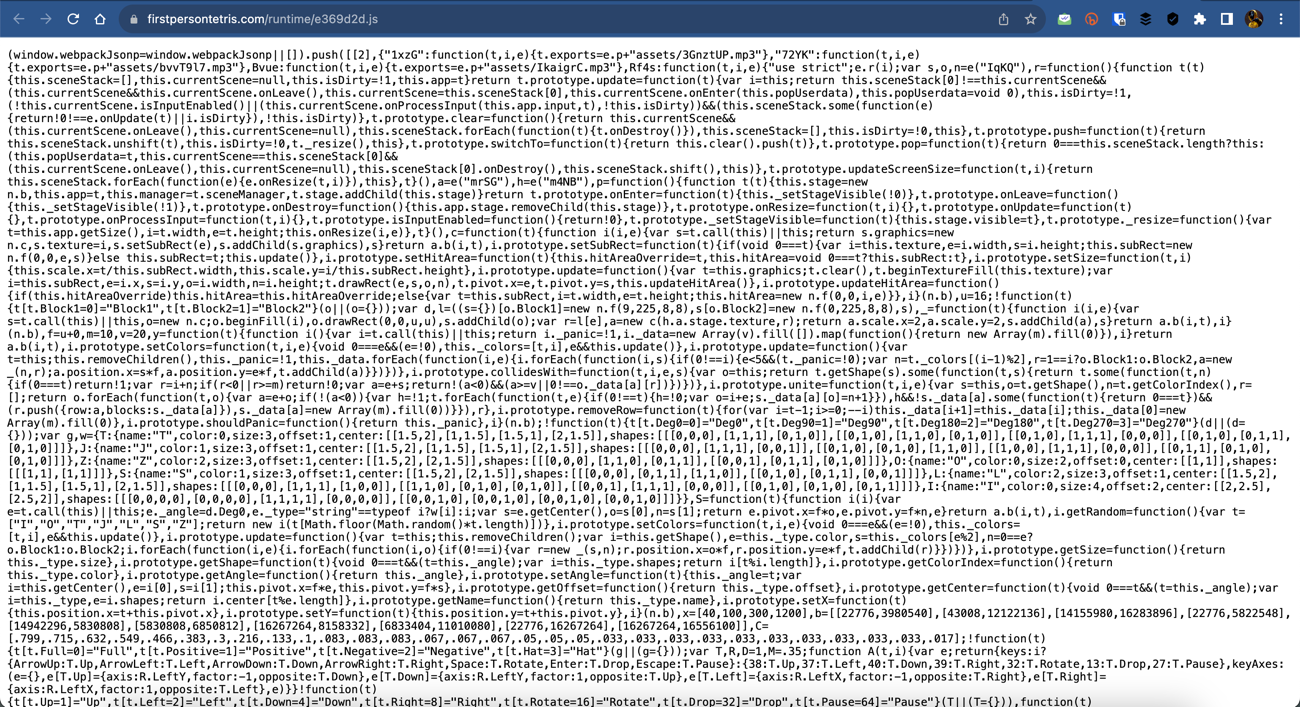 firstpersontetris.com/runtime/e369d2d.js
(window.webpackJsonp=window.webpackJsonp||[]).push([[2],{"1xzG":function(t,i,e){t.exports=e.p+"assets/3GnztUP.mp3"},"72YK":function(t,i,e)
{t.exports=e.p+"assets/bvvT9l7.mp3"},Bvue:function(t,i,e){t.exports=e.p+"assets/IkaigrC.mp3"},Rf4s:function(t,i,e){"use strict";e.r(i);var s,o,n=e("IqKQ"),r=function(){function t(t)
{this.sceneStack=[],this.currentScene=null,this.isDirty=!1,this.app=t}return t.prototype.update=function(t){var i=this;return this.sceneStack[0]!==this.currentScene&&
(this.currentScene&&this.currentScene.onLeave(),this.currentScene=this.sceneStack[0],this.currentScene.onEnter(this.popUserdata),this.popUserdata=void 0),this.isDirty=!1,
(!this.currentScene.isInputEnabled()||(this.currentScene.onProcessInput(this.app.input,t),!this.isDirty))&&(this.sceneStack.some(function(e)
{return!0!==e.onUpdate(t)||i.isDirty}),!this.isDirty)},t.prototype.clear=function(){return this.currentScene&&
(this.currentScene.onLeave(),this.currentScene=null),this.sceneStack.forEach(function(t){t.onDestroy()}),this.sceneStack=[],this.isDirty=!0,this},t.prototype.push=function(t){return
this.sceneStack.unshift(t),this.isDirty=!0,t._resize(),this},t.prototype.switchTo=function(t){return this.clear().push(t)},t.prototype.pop=function(t){return 0===this.sceneStack.length?this:
(this.popUserdata=t,this.currentScene==this.sceneStack[0]&&
(this.currentScene.onLeave(),this.currentScene=null),this.sceneStack[0].onDestroy(),this.sceneStack.shift(),this)},t.prototype.updateScreenSize=function(t,i){return
this.sceneStack.forEach(function(e){e.onResize(t,i)}),this},t}(),a=e("mrSG"),h=e("m4NB"),p=function(){function t(t){this.stage=new
n.b,this.app=t,this.manager=t.sceneManager,t.stage.addChild(this.stage)}return t.prototype.onEnter=function(t){this._setStageVisible(!0)},t.prototype.onLeave=function()
{this._setStageVisible(!1)},t.prototype.onDestroy=function(){this.app.stage.removeChild(this.stage)},t.prototype.onResize=function(t,i){},t.prototype.onUpdate=function(t)
{},t.prototype.onProcessInput=function(t,i){},t.prototype.isInputEnabled=function(){return!0},t.prototype._setStageVisible=function(t){this.stage.visible=t},t.prototype._resize=function(){var
t=this.app.getSize(),i=t.width,e=t.height;this.onResize(i,e)},t}(),c=function(t){function i(i,e){var s=t.call(this)||this;return s.graphics=new
n.c,s.texture=i,s.setSubRect(e),s.addChild(s.graphics),s}return a.b(i,t),i.prototype.setSubRect=function(t){if(void 0===t){var i=this.texture,e=i.width,s=i.height;this.subRect=new
n.f(0,0,e,s)}else this.subRect=t;this.update()},i.prototype.setHitArea=function(t){this.hitAreaOverride=t,this.hitArea=void 0===t?this.subRect:t},i.prototype.setSize=function(t,i)
{this.scale.x=t/this.subRect.width,this.scale.y=i/this.subRect.height},i.prototype.update=function(){var t=this.graphics;t.clear(),t.beginTextureFill(this.texture);var
i=this.subRect,e=i.x,s=i.y,o=i.width,n=i.height;t.drawRect(e,s,o,n),t.pivot.x=e,t.pivot.y=s,this.updateHitArea()},i.prototype.updateHitArea=function()
{if(this.hitAreaOverride)this.hitArea=this.hitAreaOverride;else{var t=this.subRect,i=t.width,e=t.height;this.hitArea=new n.f(0,0,i,e)}},i}(n.b),u=16;!function(t)
{t[t.Block1=0]="Block1",t[t.Block2=1]="Block2"}(o||(o={}));var d,l=((s={})[o.Block1]=new n.f(9,225,8,8),s[o.Block2]=new n.f(0,225,8,8),s),_=function(t){function i(i,e){var
s=t.call(this)||this,o=new n.c;o.beginFill(i),o.drawRect(0,0,u,u),s.addChild(o);var r=l[e],a=new c(h.a.stage.texture,r);return a.scale.x=2,a.scale.y=2,s.addChild(a),s}return a.b(i,t),i}
(n.b),f=u+0,m=10,v=20,y=function(t){function i(){var i=t.call(this)||this;return i._panic=!1,i._data=new Array(v).fill([]).map(function(){return new Array(m).fill(0)}),i}return
a.b(i,t),i.prototype.setColors=function(t,i,e){void 0===e&&(e=!0),this._colors=[t,i],e&&this.update()},i.prototype.update=function(){var
t=this;this.removeChildren(),this._panic=!1,this._data.forEach(function(i,e){i.forEach(function(i,s){if(0!==i){e<5&&(t._panic=!0);var n=t._colors[(i-1)%2],r=1==i?o.Block1:o.Block2,a=new
_(n,r);a.position.x=s*f,a.position.y=e*f,t.addChild(a)}})})},i.prototype.collidesWith=function(t,i,e,s){var o=this;return t.getShape(s).some(function(t,s){return t.some(function(t,n)
{if(0===t)return!1;var r=i+n;if(r<0||r>=m)return!0;var a=e+s;return!(a<0)&&(a>=v||0!==o._data[a][r])})})},i.prototype.unite=function(t,i,e){var s=this,o=t.getShape(),n=t.getColorIndex(),r=
[];return o.forEach(function(t,o){var a=e+o;if(!(a<0)){var h=!1;t.forEach(function(t,e){if(0!==t){h=!0;var o=i+e;s._data[a][o]=n+1}}),h&&!s._data[a].some(function(t){return 0===t})&&
(r.push({row:a,blocks:s._data[a]}),s._data[a]=new Array(m).fill(0))}}),r},i.prototype.removeRow=function(t){for(var i=t-1;i>=0;--i)this._data[i+1]=this._data[i];this._data[0]=new
Array(m).fill(0)},i.prototype.shouldPanic=function(){return this._panic},i}(n.b);!function(t){t[t.Deg0=0]="Deg0",t[t.Deg90=1]="Deg90",t[t.Deg180=2]="Deg180",t[t.Deg270=3]="Deg270"}(d||(d=
{}));var g,w={T:{name:"T",color:0,size:3,offset:1,center:[[1.5,2],[1,1.5],[1.5,1],[2,1.5]],shapes:[[[0,0,0],[1,1,1],[0,1,0]],[[0,1,0],[1,1,0],[0,1,0]],[[0,1,0],[1,1,1],[0,0,0]],[[0,1,0],[0,1,1],
[0,1,0]]]},J:{name:"J",color:1,size:3,offset:1,center:[[1.5,2],[1,1.5],[1.5,1],[2,1.5]],shapes:[[[0,0,0],[1,1,1],[0,0,1]],[[0,1,0],[0,1,0],[1,1,0]],[[1,0,0],[1,1,1],[0,0,0]],[[0,1,1],[0,1,0],
[0,1,0]]]},Z:{name:"Z",color:2,size:3,offset:1,center:[[1.5,2],[2,1.5]],shapes:[[[0,0,0],[1,1,0],[0,1,1]],[[0,0,1],[0,1,1],[0,1,0]]]},O:{name:"O",color:0,size:2,offset:0,center:[[1,1]],shapes:
[[[1,1],[1,1]]]},S:{name:"S",color:1,size:3,offset:1,center:[[1.5,2],[2,1.5]],shapes:[[[0,0,0],[0,1,1],[1,1,0]],[[0,1,0],[0,1,1],[0,0,1]]]},L:{name:"L",color:2,size:3,offset:1,center:[[1.5,2],
[1,1.5],[1.5,1],[2,1.5]],shapes:[[[0,0,0],[1,1,1],[1,0,0]],[[1,1,0],[0,1,0],[0,1,0]],[[0,0,1],[1,1,1],[0,0,0]],[[0,1,0],[0,1,0],[0,1,1]]]},I:{name:"I",color:0,size:4,offset:2,center:[[2,2.5],
[2.5,2]],shapes:[[[0,0,0,0],[0,0,0,0],[1,1,1,1],[0,0,0,0]],[[0,0,1,0],[0,0,1,0],[0,0,1,0],[0,0,1,0]]]}},S=function(t){function i(i){var
e=t.call(this)||this;e._angle=d.Deg0,e._type="string"==typeof i?w[i]:i;var s=e.getCenter(),o=s[0],n=s[1];return e.pivot.x=f*o,e.pivot.y=f*n,e}return a.b(i,t),i.getRandom=function(){var t=
["I","O","T","J","L","S","Z"];return new i(t[Math.floor(Math.random()*t.length)])},i.prototype.setColors=function(t,i,e){void 0===e&&(e=!0),this._colors=
[t,i],e&&this.update()},i.prototype.update=function(){var t=this;this.removeChildren();var i=this.getShape(),e=this._type.color,s=this._colors[e%2],n=0==e?
o.Block1:o.Block2;i.forEach(function(i,e){i.forEach(function(i,o){if(0!==i){var r=new _(s,n);r.position.x=o*f,r.position.y=e*f,t.addChild(r)}})})},i.prototype.getSize=function(){return
this._type.size},i.prototype.getShape=function(t){void 0===t&&(t=this._angle);var i=this._type.shapes;return i[t%i.length]},i.prototype.getColorIndex=function(){return
this._type.color},i.prototype.getAngle=function(){return this._angle},i.prototype.setAngle=function(t){this._angle=t;var
i=this.getCenter(),e=i[0],s=i[1];this.pivot.x=f*e,this.pivot.y=f*s},i.prototype.getOffset=function(){return this._type.offset},i.prototype.getCenter=function(t){void 0===t&&(t=this._angle);var
i=this._type,e=i.shapes;return i.center[t%e.length]},i.prototype.getName=function(){return this._type.name},i.prototype.setX=function(t)
{this.position.x=t+this.pivot.x},i.prototype.setY=function(t){this.position.y=t+this.pivot.y},i}(n.b),x=[40,100,300,1200],b=[[22776,3980540],[43008,12122136],[14155980,16283896],[22776,5822548],
[14942296,5830808],[5830808,6850812],[16267264,8158332],[6833404,11010080],[22776,16267264],[16267264,16556100]],C=
[.799,.715,.632,.549,.466,.383,.3,.216,.133,.1,.083,.083,.083,.067,.067,.067,.05,.05,.05,.033,.033,.033,.033,.033,.033,.033,.033,.033,.033,.017];!function(t)
{t[t.Full=0]="Full",t[t.Positive=1]="Positive",t[t.Negative=2]="Negative",t[t.Hat=3]="Hat"}(g||(g={}));var T,R,D=1,M=.35;function A(t,i){var e;return{keys:i?
{ArrowUp:T.Up,ArrowLeft:T.Left,ArrowDown:T.Down,ArrowRight:T.Right,Space:T.Rotate,Enter:T.Drop,Escape:T.Pause}:{38:T.Up,37:T.Left,40:T.Down,39:T.Right,32:T.Rotate,13:T.Drop,27:T.Pause},keyAxes:
(e={},e[T.Up]={axis:R.LeftY,factor:-1,opposite:T.Down},e[T.Down]={axis:R.LeftY,factor:1,opposite:T.Up},e[T.Left]={axis:R.LeftX,factor:-1,opposite:T.Right},e[T.Right]=
{axis:R.LeftX,factor:1,opposite:T.Left},e)}}!function(t)
{t[t.Up=1]="Up",t[t.Left=2]="Left",t[t.Down=4]="Down",t[t.Right=8]="Right",t[t.Rotate=16]="Rotate",t[t.Drop=32]="Drop",t[t.Pause=64]="Pause"}(T||(T={})),function(t)